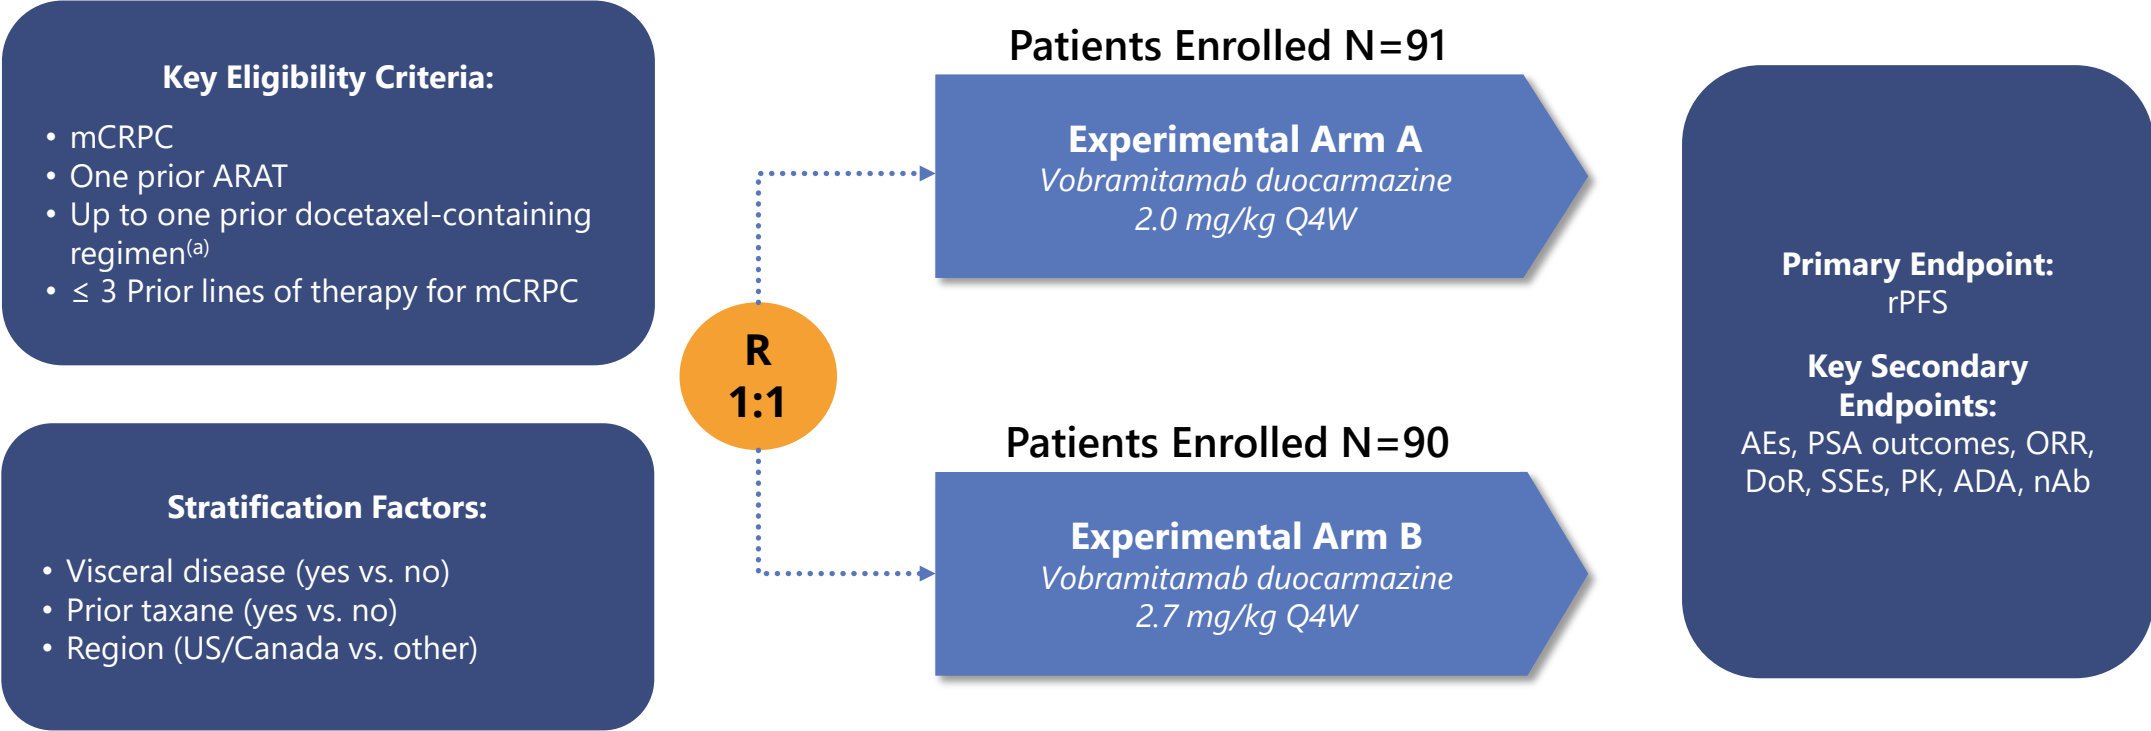 Key Eligibility Criteria:
• mCRPC
• One prior ARAT
• Up to one prior docetaxel-containing
regimen(a)
• ≤ 3 Prior lines of therapy for mCRPC
Stratification Factors:
• Visceral disease (yes vs. no)
• Prior taxane (yes vs. no)
• Region (US/Canada vs. other)
R
1:1
Patients Enrolled N=91
Experimental Arm A
Vobramitamab duocarmazine
2.0 mg/kg Q4W
Patients Enrolled N=90
Experimental Arm B
Vobramitamab duocarmazine
2.7 mg/kg Q4W
Primary Endpoint:
rPFS
Key Secondary
Endpoints:
AEs, PSA outcomes, ORR,
DoR, SSEs, PK, ADA, nAb